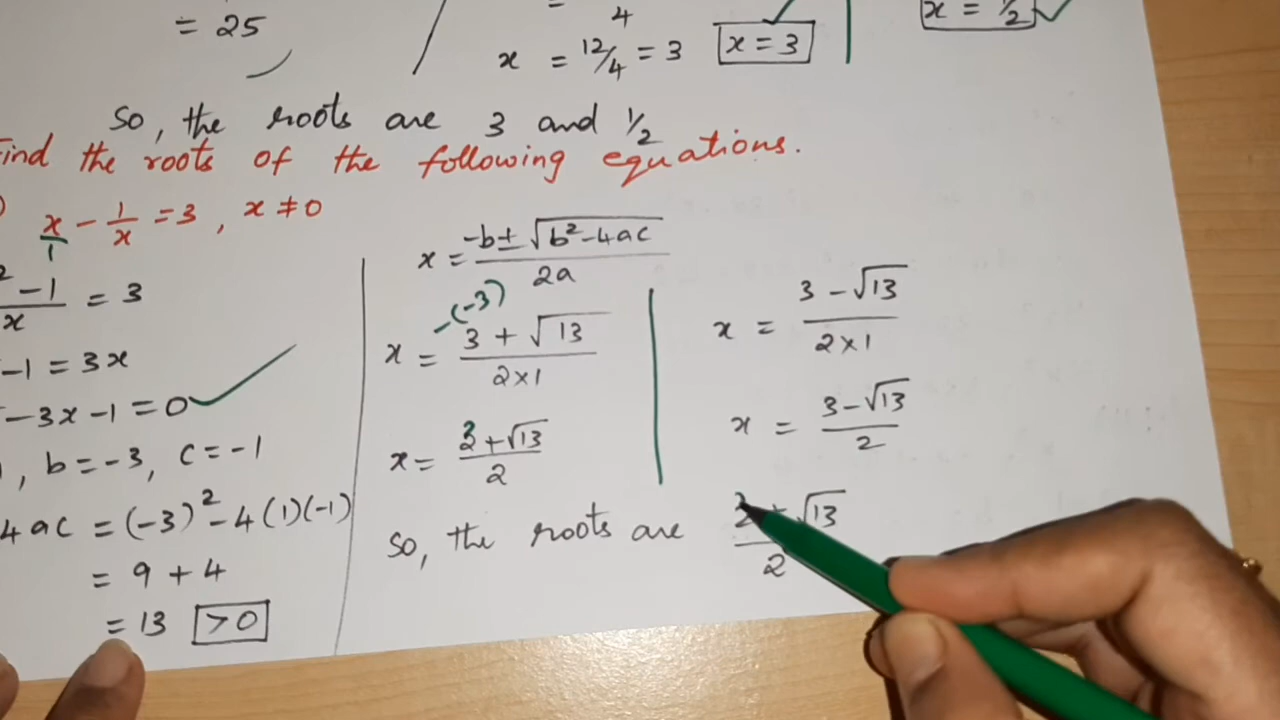 = 25
4
x = 12/4 = 3
x = 3
x = 1/2
So, the roots are 3 and 1/2
Find the roots of the following equations.
x/1 - 1/x = 3, x ≠ 0
² - 1 / x = 3
-1 = 3x
- 3x - 1 = 0
, b = -3, c = -1
4ac = (-3)² - 4(1)(-1)
= 9 + 4
= 13 > 0
x = -b ± √b² - 4ac / 2a
-(-3)
x = 3 + √13 / 2×1
x = 3 + √13 / 2
x = 3 - √13 / 2×1
x = 3 - √13 / 2
So, the roots are + √13 / 2